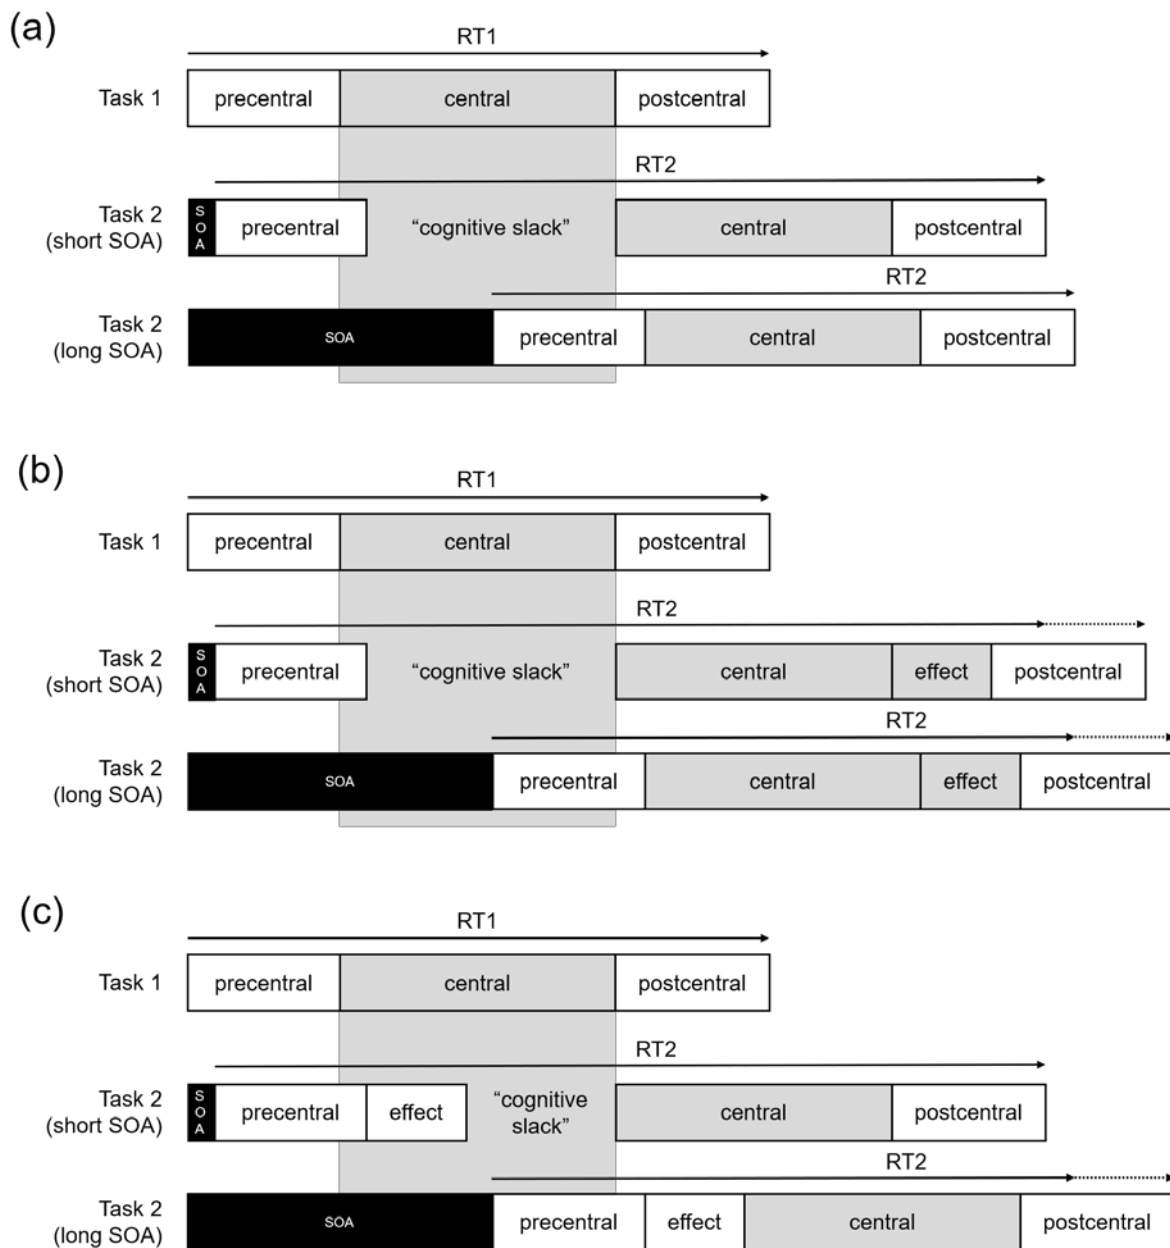 (a)
RT1
Task 1
precentral central postcentral
RT2
Task 2
(short SOA)
SOA
precentral "cognitive slack" central postcentral
RT2
Task 2
(long SOA)
SOA precentral central postcentral
(b)
RT1
Task 1
precentral central postcentral
RT2
Task 2
(short SOA)
SOA
precentral "cognitive slack" central effect postcentral
RT2
Task 2
(long SOA)
SOA precentral central effect postcentral
(c)
RT1
Task 1
precentral central postcentral
RT2
Task 2
(short SOA)
SOA
precentral effect
"cognitive
slack"
central postcentral
RT2
Task 2
(long SOA)
SOA precentral effect central postcentral